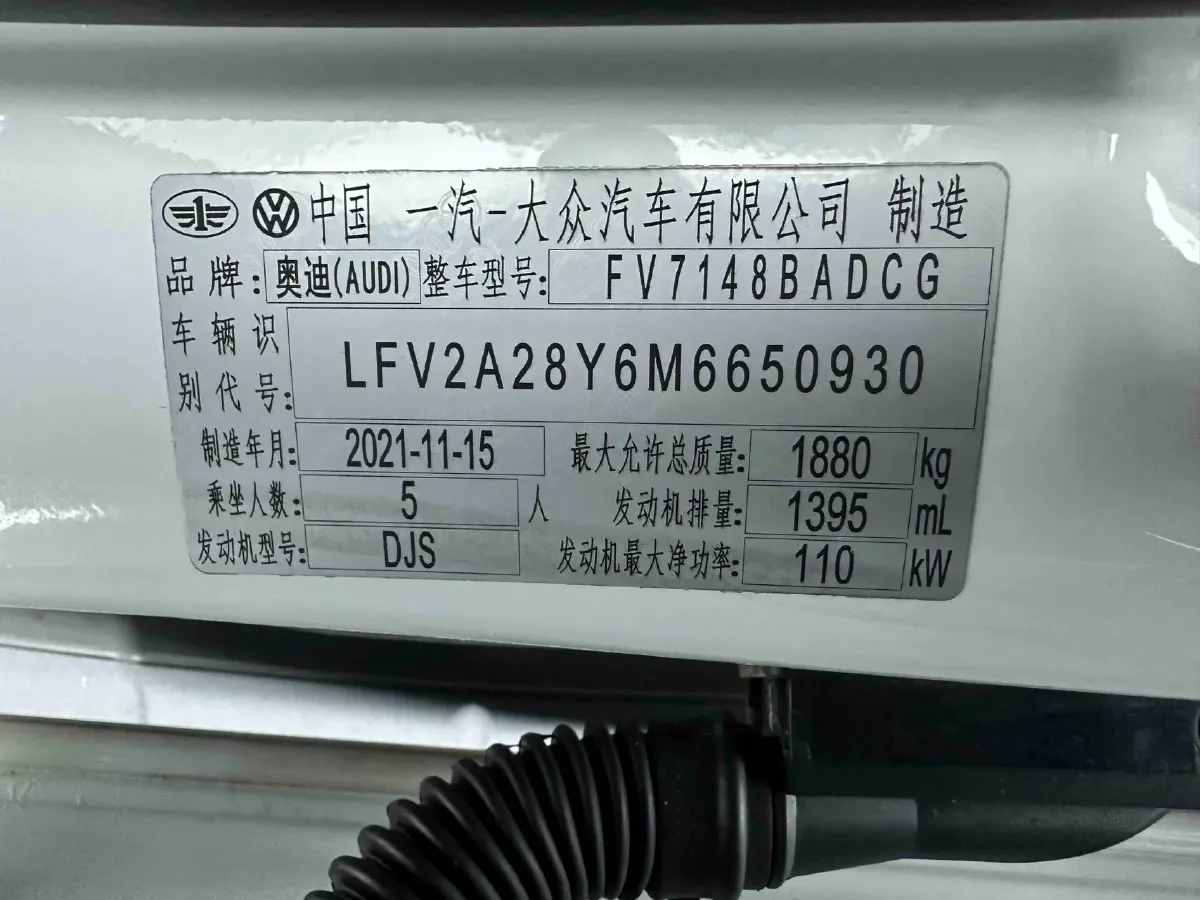 中国 一汽-大众汽车有限公司 制造
品牌: 奥迪(AUDI) 整车型号: FV7148BADCG
车辆识别代号: LFV2A28Y6M6650930
制造年月: 2021-11-15 最大允许总质量: 1880 kg
乘坐人数: 5 人 发动机排量: 1395 mL
发动机型号: DJS 发动机最大净功率: 110 kW